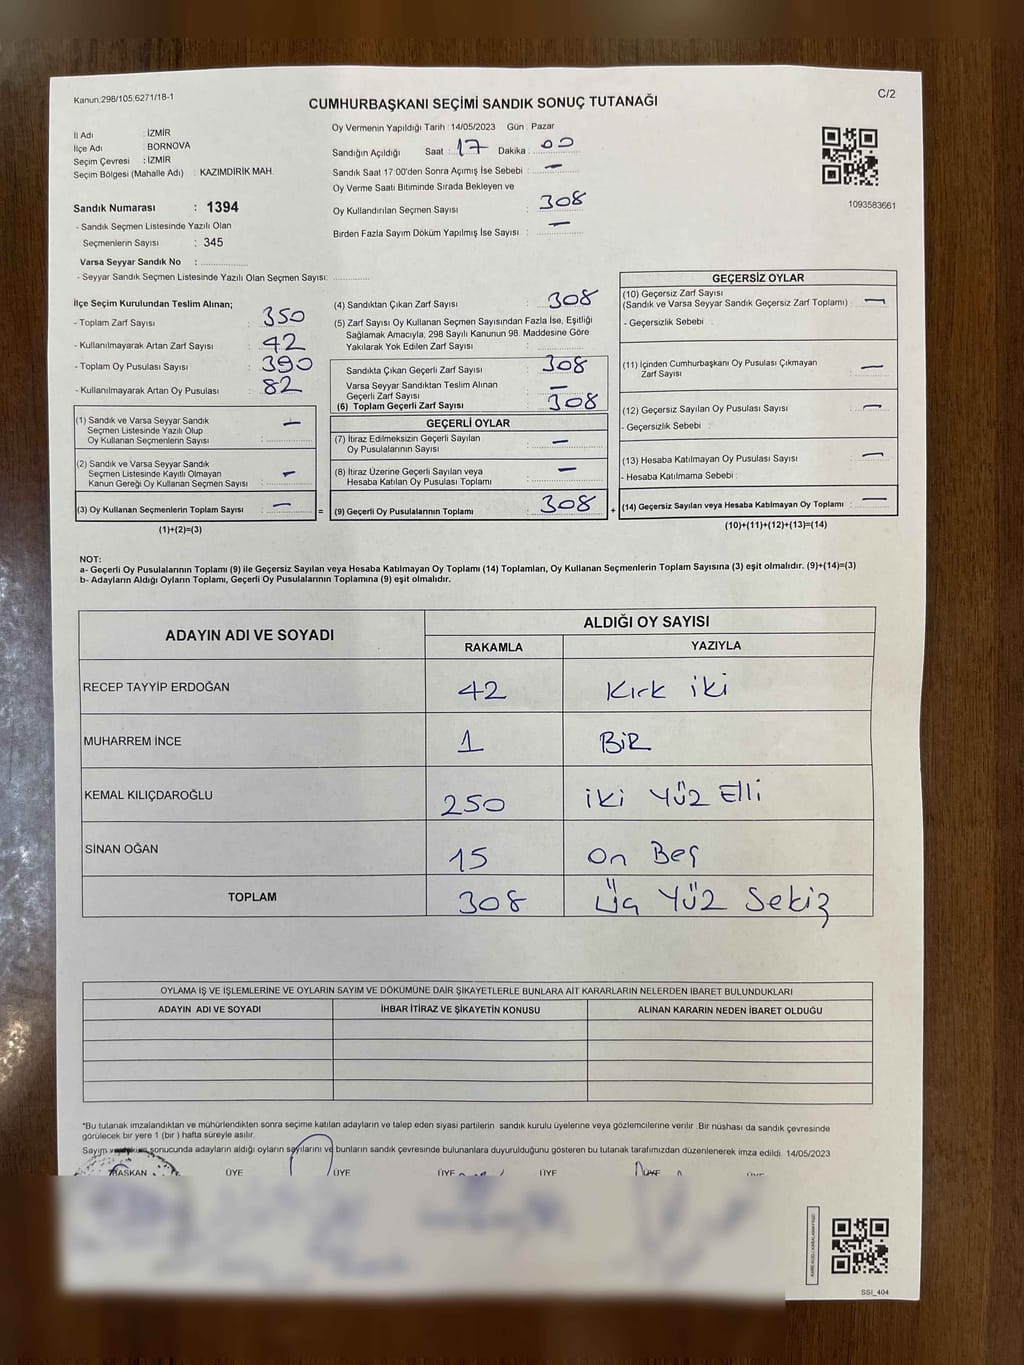 Kanun,298/105,6271/18-1
CUMHURBAŞKANI SEÇİMİ SANDIK SONUÇ TUTANAĞI
C/2
İl Adı : İZMİR
İlçe Adı : BORNOVA
Seçim Çevresi : İZMİR
Seçim Bölgesi (Mahalle Adı) : KAZIMDİRİK MAH.
Sandık Numarası : 1394
- Sandık Seçmen Listesinde Yazılı Olan
Seçmenlerin Sayısı : 345
Varsa Seyyar Sandık No :
- Seyyar Sandık Seçmen Listesinde Yazılı Olan Seçmen Sayısı:
Oy Vermenin Yapıldığı Tarih : 14/05/2023 Gün : Pazar
Sandığın Açıldığı Saat : 17 Dakika : 00
Sandık Saat 17:00'den Sonra Açımış İse Sebebi : —
Oy Verme Saati Bitiminde Sırada Bekleyen ve
Oy Kullandırılan Seçmen Sayısı : 308
Birden Fazla Sayım Döküm Yapılmış İse Sayısı : —
1093583661
İlçe Seçim Kurulundan Teslim Alınan;
- Toplam Zarf Sayısı : 350
- Kullanılmayarak Artan Zarf Sayısı : 42
- Toplam Oy Pusulası Sayısı : 390
- Kullanılmayarak Artan Oy Pusulası : 82
(1) Sandık ve Varsa Seyyar Sandık
Seçmen Listesinde Yazılı Olup
Oy Kullanan Seçmenlerin Sayısı : —
(2) Sandık ve Varsa Seyyar Sandık
Seçmen Listesinde Kayıtlı Olmayan
Kanun Gereği Oy Kullanan Seçmen Sayısı : —
(3) Oy Kullanan Seçmenlerin Toplam Sayısı : — =
(1)+(2)=(3)
(4) Sandıktan Çıkan Zarf Sayısı : 308
(5) Zarf Sayısı Oy Kullanan Seçmen Sayısından Fazla İse, Eşitliği
Sağlamak Amacıyla; 298 Sayılı Kanunun 98. Maddesine Göre
Yakılarak Yok Edilen Zarf Sayısı :
Sandıkta Çıkan Geçerli Zarf Sayısı : 308
Varsa Seyyar Sandıktan Teslim Alınan
Geçerli Zarf Sayısı : —
(6) Toplam Geçerli Zarf Sayısı : 308
GEÇERLİ OYLAR
(7) İtiraz Edilmeksizin Geçerli Sayılan
Oy Pusulalarının Sayısı : —
(8) İtiraz Üzerine Geçerli Sayılan veya
Hesaba Katılan Oy Pusulası Toplamı : —
(9) Geçerli Oy Pusulalarının Toplamı : 308 +
GEÇERSİZ OYLAR
(10) Geçersiz Zarf Sayısı
(Sandık ve Varsa Seyyar Sandık Geçersiz Zarf Toplamı) : —
- Geçersizlik Sebebi :
(11) İçinden Cumhurbaşkanı Oy Pusulası Çıkmayan
Zarf Sayısı : —
(12) Geçersiz Sayılan Oy Pusulası Sayısı : —
- Geçersizlik Sebebi :
(13) Hesaba Katılmayan Oy Pusulası Sayısı : —
- Hesaba Katılmama Sebebi :
(14) Geçersiz Sayılan veya Hesaba Katılmayan Oy Toplamı : —
(10)+(11)+(12)+(13)=(14)
NOT:
a- Geçerli Oy Pusulalarının Toplamı (9) ile Geçersiz Sayılan veya Hesaba Katılmayan Oy Toplamı (14) Toplamları, Oy Kullanan Seçmenlerin Toplam Sayısına (3) eşit olmalıdır. (9)+(14)=(3)
b- Adayların Aldığı Oyların Toplamı, Geçerli Oy Pusulalarının Toplamına (9) eşit olmalıdır.
ADAYIN ADI VE SOYADI ALDIĞI OY SAYISI
RAKAMLA YAZIYLA
RECEP TAYYİP ERDOĞAN 42 Kırk iki
MUHARREM İNCE 1 BİR
KEMAL KILIÇDAROĞLU 250 iki Yüz Elli
SİNAN OĞAN 15 On Beş
TOPLAM 308 Üç Yüz Sekiz
OYLAMA İŞ VE İŞLEMLERİNE VE OYLARIN SAYIM VE DÖKÜMÜNE DAİR ŞİKAYETLERLE BUNLARA AİT KARARLARIN NELERDEN İBARET BULUNDUKLARI
ADAYIN ADI VE SOYADI İHBAR İTİRAZ VE ŞİKAYETİN KONUSU ALINAN KARARIN NEDEN İBARET OLDUĞU
*Bu tutanak imzalandıktan ve mühürlendikten sonra seçime katılan adayların ve talep eden siyasi partilerin sandık kurulu üyelerine veya gözlemcilerine verilir. Bir nüshası da sandık çevresinde
görülecek bir yere 1 (bir ) hafta süreyle asılır.
Sayım ve döküm sonucunda adayların aldığı oyların sayılarını ve bunların sandık çevresinde bulunanlara duyurulduğunu gösteren bu tutanak tarafımızdan düzenlenerek imza edildi. 14/05/2023
BAŞKAN ÜYE ÜYE ÜYE ÜYE ÜYE ÜYE
SSİ_404